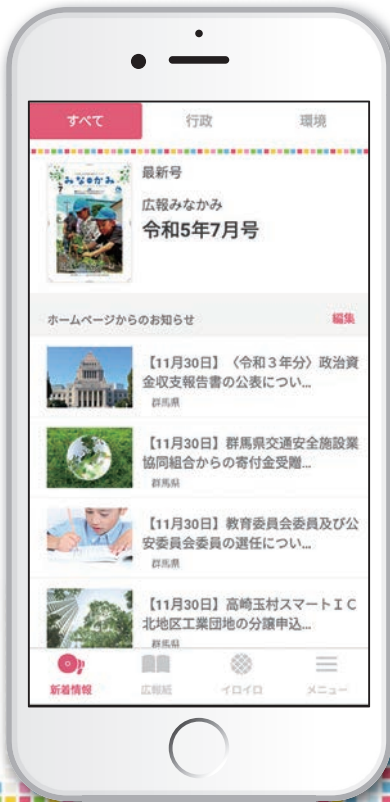 すべて
行政
環境
みなかみ
7
最新号
広報みなかみ
令和5年7月号
ホームページからのお知らせ
編集
【11月30日】〈令和３年分〉政治資
金収支報告書の公表につい...
群馬県
【11月30日】群馬県交通安全施設業
協同組合からの寄付金受贈...
群馬県
【11月30日】教育委員会委員及び公
安委員会委員の選任につい...
群馬県
【11月30日】高崎玉村スマートＩＣ
北地区工業団地の分譲申込...
群馬県
新着情報
広報紙
イロイロ
メニュー